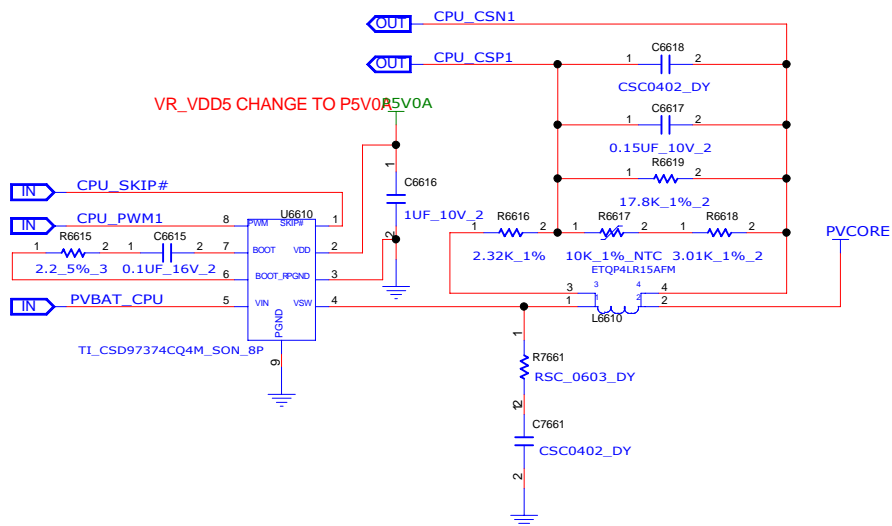 OUT CPU_CSN1
OUT CPU_CSP1
1 C6618 2
CSC0402_DY
VR_VDD5 CHANGE TO P5V0A
P5V0A
1 C6617 2
0.15UF_10V_2
1 R6619 2
17.8K_1%_2
1
C6616
1UF_10V_2
2
IN CPU_SKIP#
IN CPU_PWM1
U6610
8 PWM SKIP# 1
1 R6615 2 1 C6615 2 7 BOOT VDD 2
2.2_5%_3 0.1UF_16V_2
6 BOOT_R PGND 3
IN PVBAT_CPU 5 VIN VSW 4
PGND
9
TI_CSD97374CQ4M_SON_8P
1 R6616 2 1 R6617 2 1 R6618 2
2.32K_1% 10K_1%_NTC 3.01K_1%_2
PVCORE
ETQP4LR15AFM
3 3 4 4
1 1 2 2
L6610
1
R7661
RSC_0603_DY
2
1
C7661
CSC0402_DY
2